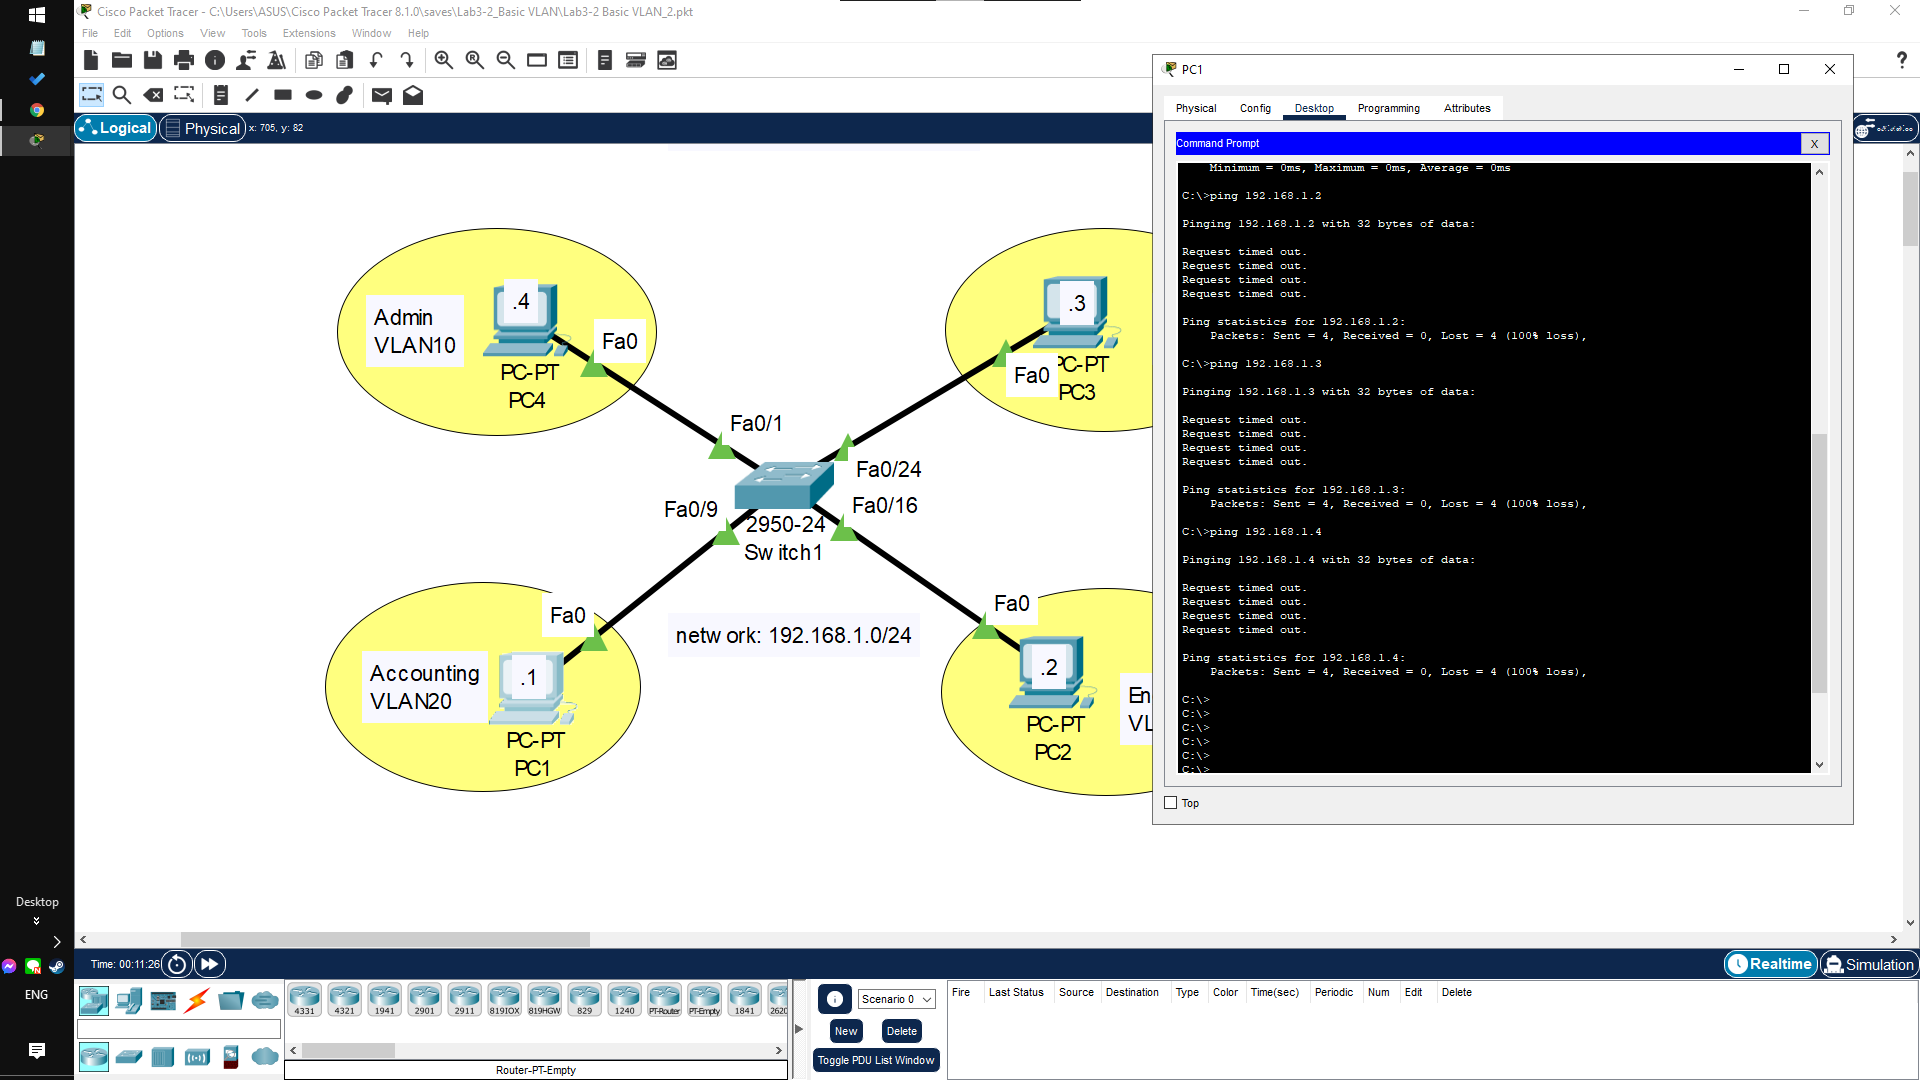 Cisco Packet Tracer - C:\Users\ASUS\Cisco Packet Tracer 8.1.0\saves\Lab3-2_Basic VLAN\Lab3-2 Basic VLAN_2.pkt
File Edit Options View Tools Extensions Window Help
Logical Physical x: 705, y: 82
Admin
VLAN10
.4
Fa0
PC-PT
PC4
.3
Fa0
PC-PT
PC3
Fa0/1
Fa0/24
Fa0/9
Fa0/16
2950-24
Switch1
Fa0
Accounting
VLAN20
.1
PC-PT
PC1
network: 192.168.1.0/24
Fa0
.2
PC-PT
PC2
En
VL
PC1
Physical Config Desktop Programming Attributes
Command Prompt X
Minimum = 0ms, Maximum = 0ms, Average = 0ms
C:\>ping 192.168.1.2
Pinging 192.168.1.2 with 32 bytes of data:
Request timed out.
Request timed out.
Request timed out.
Request timed out.
Ping statistics for 192.168.1.2:
Packets: Sent = 4, Received = 0, Lost = 4 (100% loss),
C:\>ping 192.168.1.3
Pinging 192.168.1.3 with 32 bytes of data:
Request timed out.
Request timed out.
Request timed out.
Request timed out.
Ping statistics for 192.168.1.3:
Packets: Sent = 4, Received = 0, Lost = 4 (100% loss),
C:\>ping 192.168.1.4
Pinging 192.168.1.4 with 32 bytes of data:
Request timed out.
Request timed out.
Request timed out.
Request timed out.
Ping statistics for 192.168.1.4:
Packets: Sent = 4, Received = 0, Lost = 4 (100% loss),
C:\>
C:\>
C:\>
C:\>
C:\>
C:\>
Top
Desktop
ENG
Time: 00:11:26
Realtime Simulation
4331 4321 1941 2901 2911 819IOX 819HGW 829 1240 PT-Router PT-Empty 1841 2620
Router-PT-Empty
Scenario 0
New Delete
Toggle PDU List Window
Fire Last Status Source Destination Type Color Time(sec) Periodic Num Edit Delete